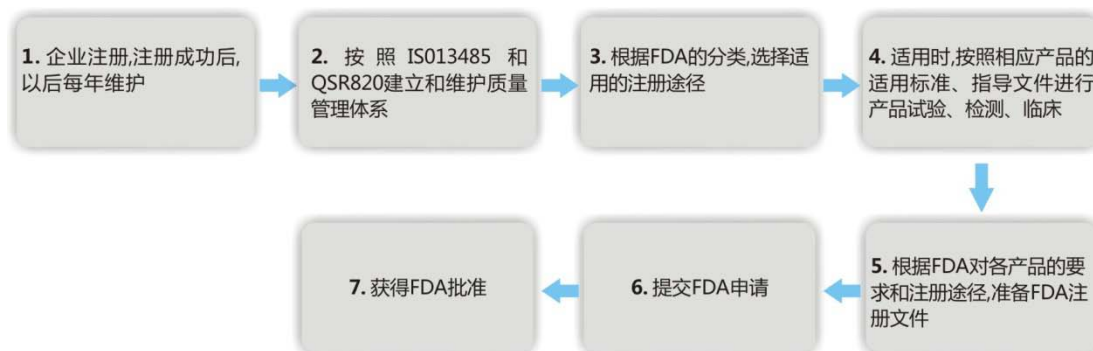 1. 企业注册,注册成功后,
以后每年维护
2. 按照 IS013485 和
QSR820建立和维护质量
管理体系
3. 根据FDA的分类,选择适
用的注册途径
4. 适用时,按照相应产品的
适用标准、指导文件进行
产品试验、检测、临床
5. 根据FDA对各产品的要
求和注册途径,准备FDA注
册文件
6. 提交FDA申请
7. 获得FDA批准